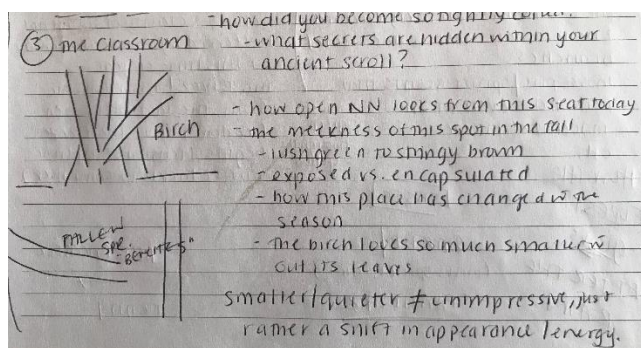 -how did you become so tightly
③ the classroom
-what secrets are hidden within your
ancient scroll?
Birch
- how open NN looks from this seat today
- the meekness of this spot in the fall
- lush green to stingy brown
- exposed vs. encapsulated
- how this place has changed w the
season
- The birch looks so much smaller w
out its leaves
FALLEN
spe.
smaller/quieter ≠ unimpressive, just
rather a shift in appearance/energy.